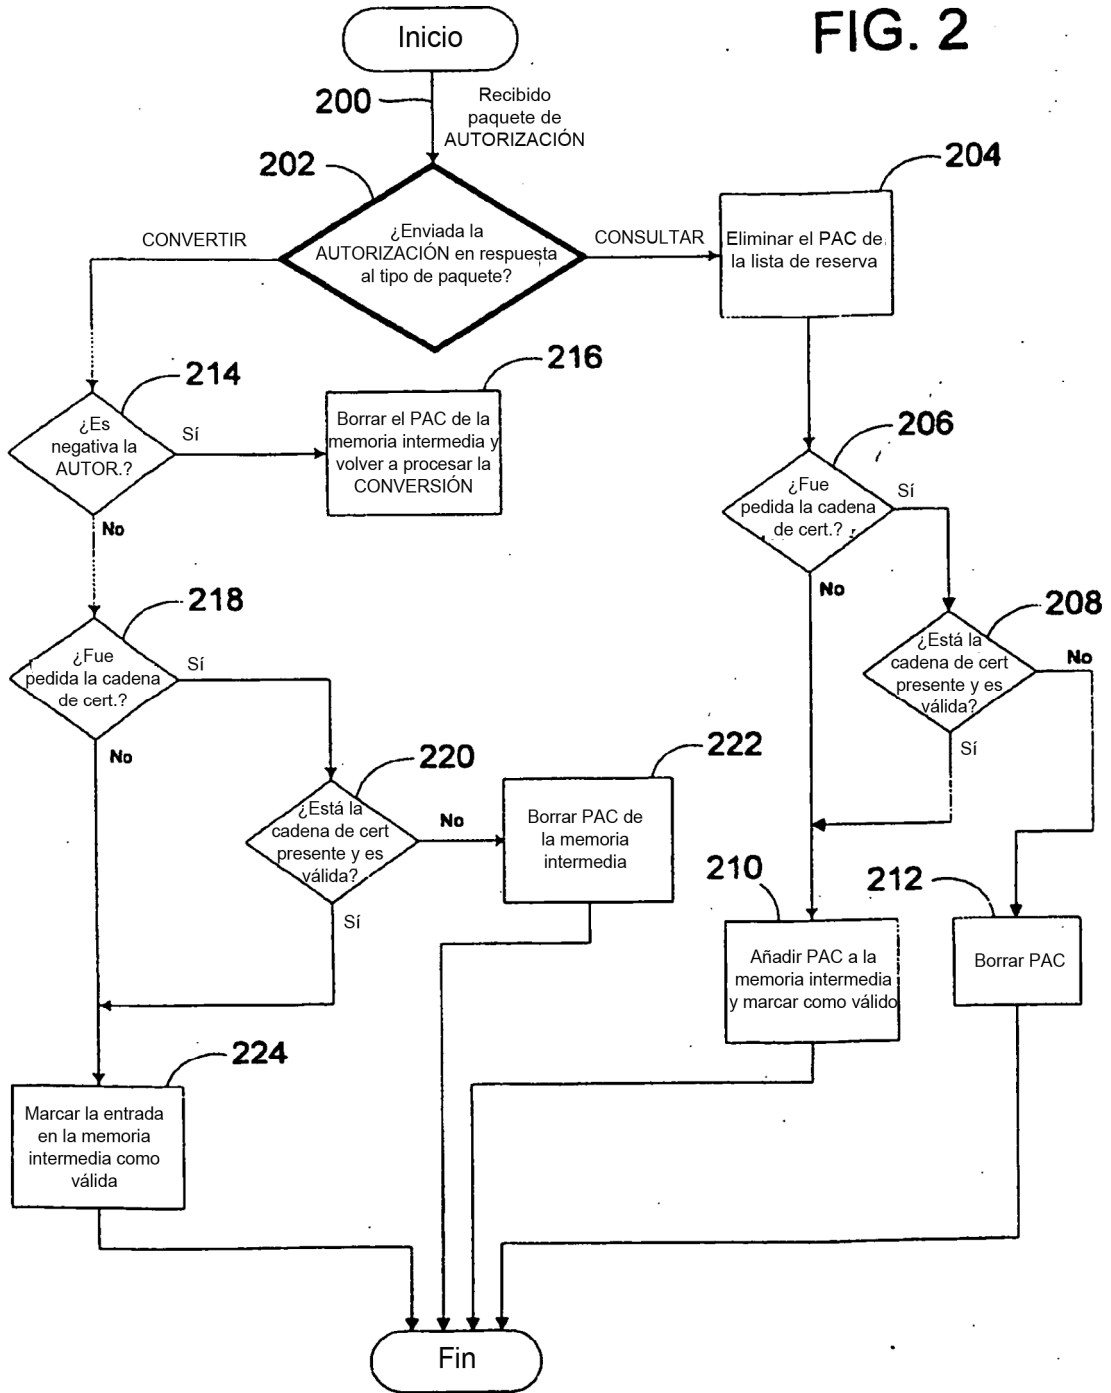 FIG. 2
Inicio
200
Recibido
paquete de
AUTORIZACIÓN
202
¿Enviada la
AUTORIZACIÓN en respuesta
al tipo de paquete?
CONVERTIR
CONSULTAR
204
Eliminar el PAC de
la lista de reserva
214
¿Es
negativa la
AUTOR.?
Sí
No
216
Borrar el PAC de la
memoria intermedia y
volver a procesar la
CONVERSIÓN
206
¿Fue
pedida la cadena
de cert.?
Sí
No
208
¿Está la
cadena de cert
presente y es
válida?
No
Sí
218
¿Fue
pedida la cadena
de cert.?
Sí
No
220
¿Está la
cadena de cert
presente y es
válida?
No
Sí
222
Borrar PAC de
la memoria
intermedia
210
Añadir PAC a la
memoria intermedia
y marcar como válido
212
Borrar PAC
224
Marcar la entrada
en la memoria
intermedia como
válida
Fin